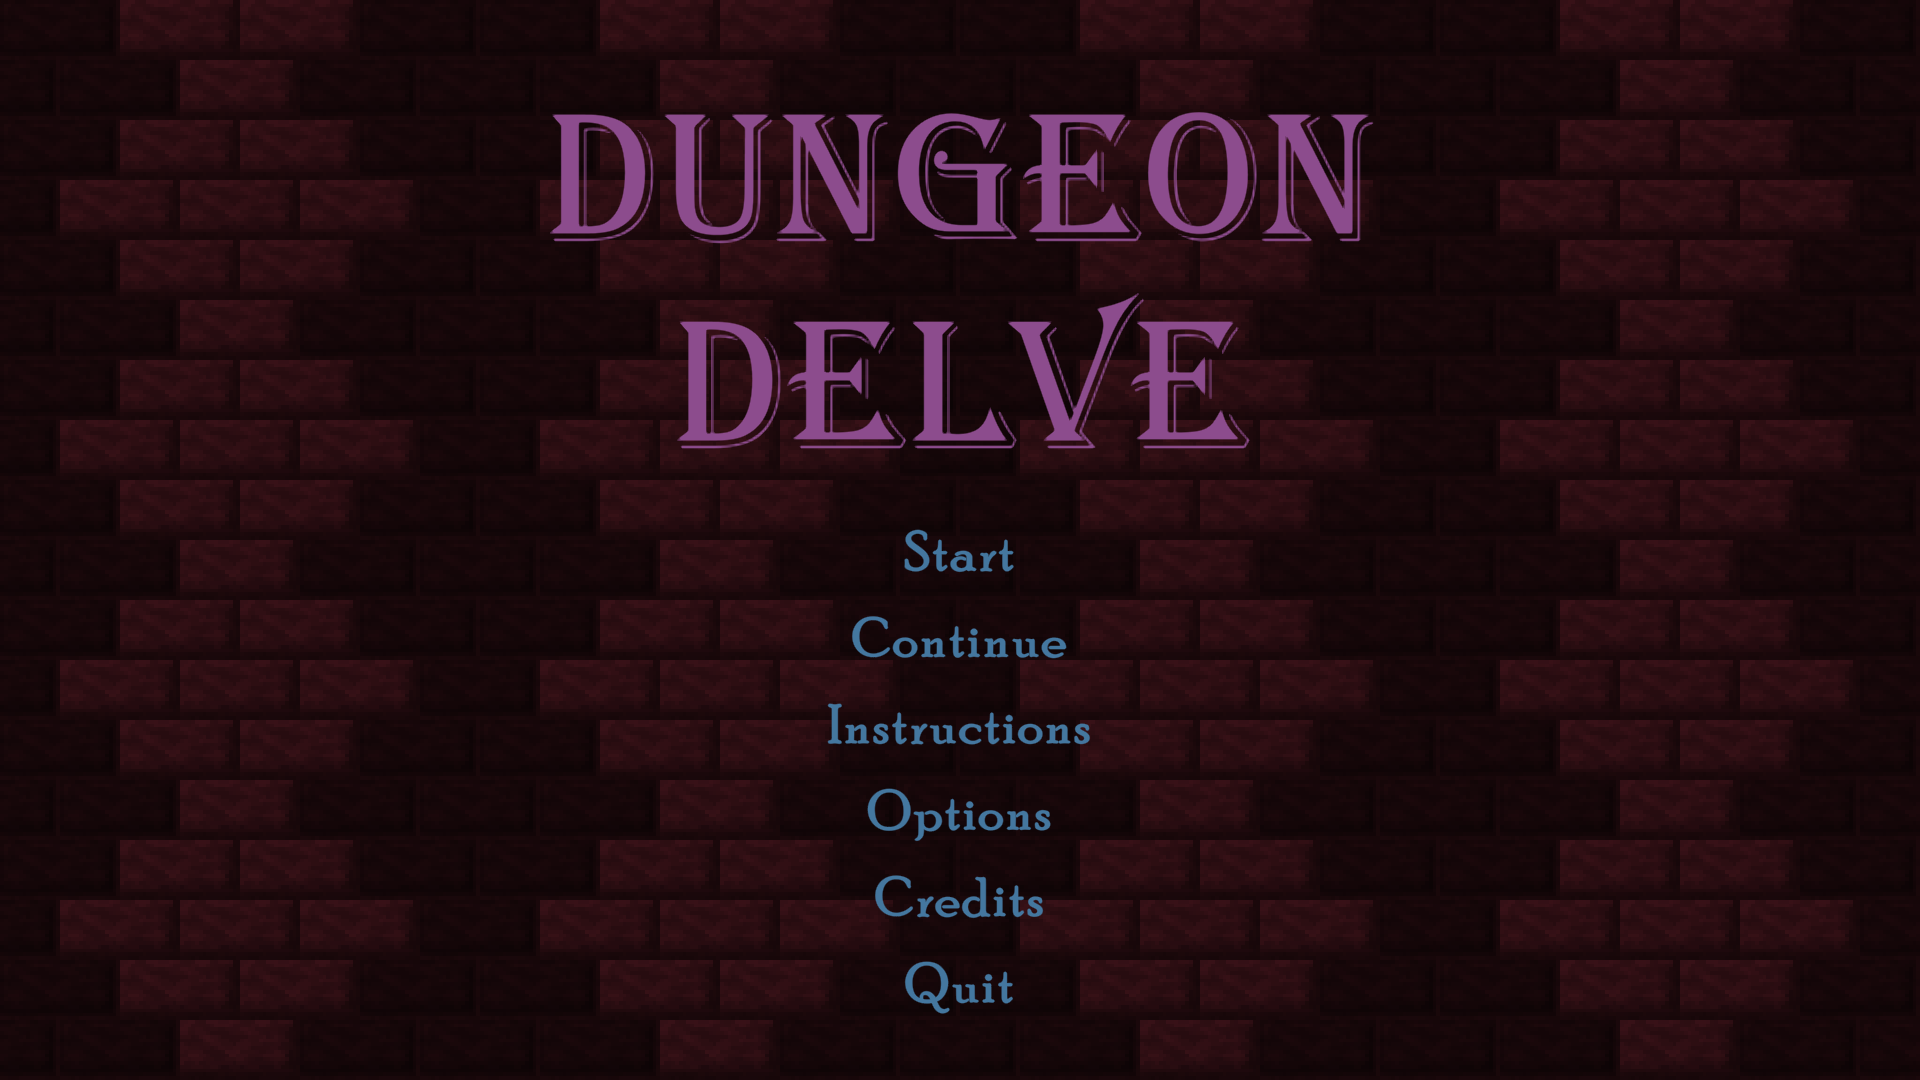 DUNGEON
DELVE
Start
Continue
Instructions
Options
Credits
Quit